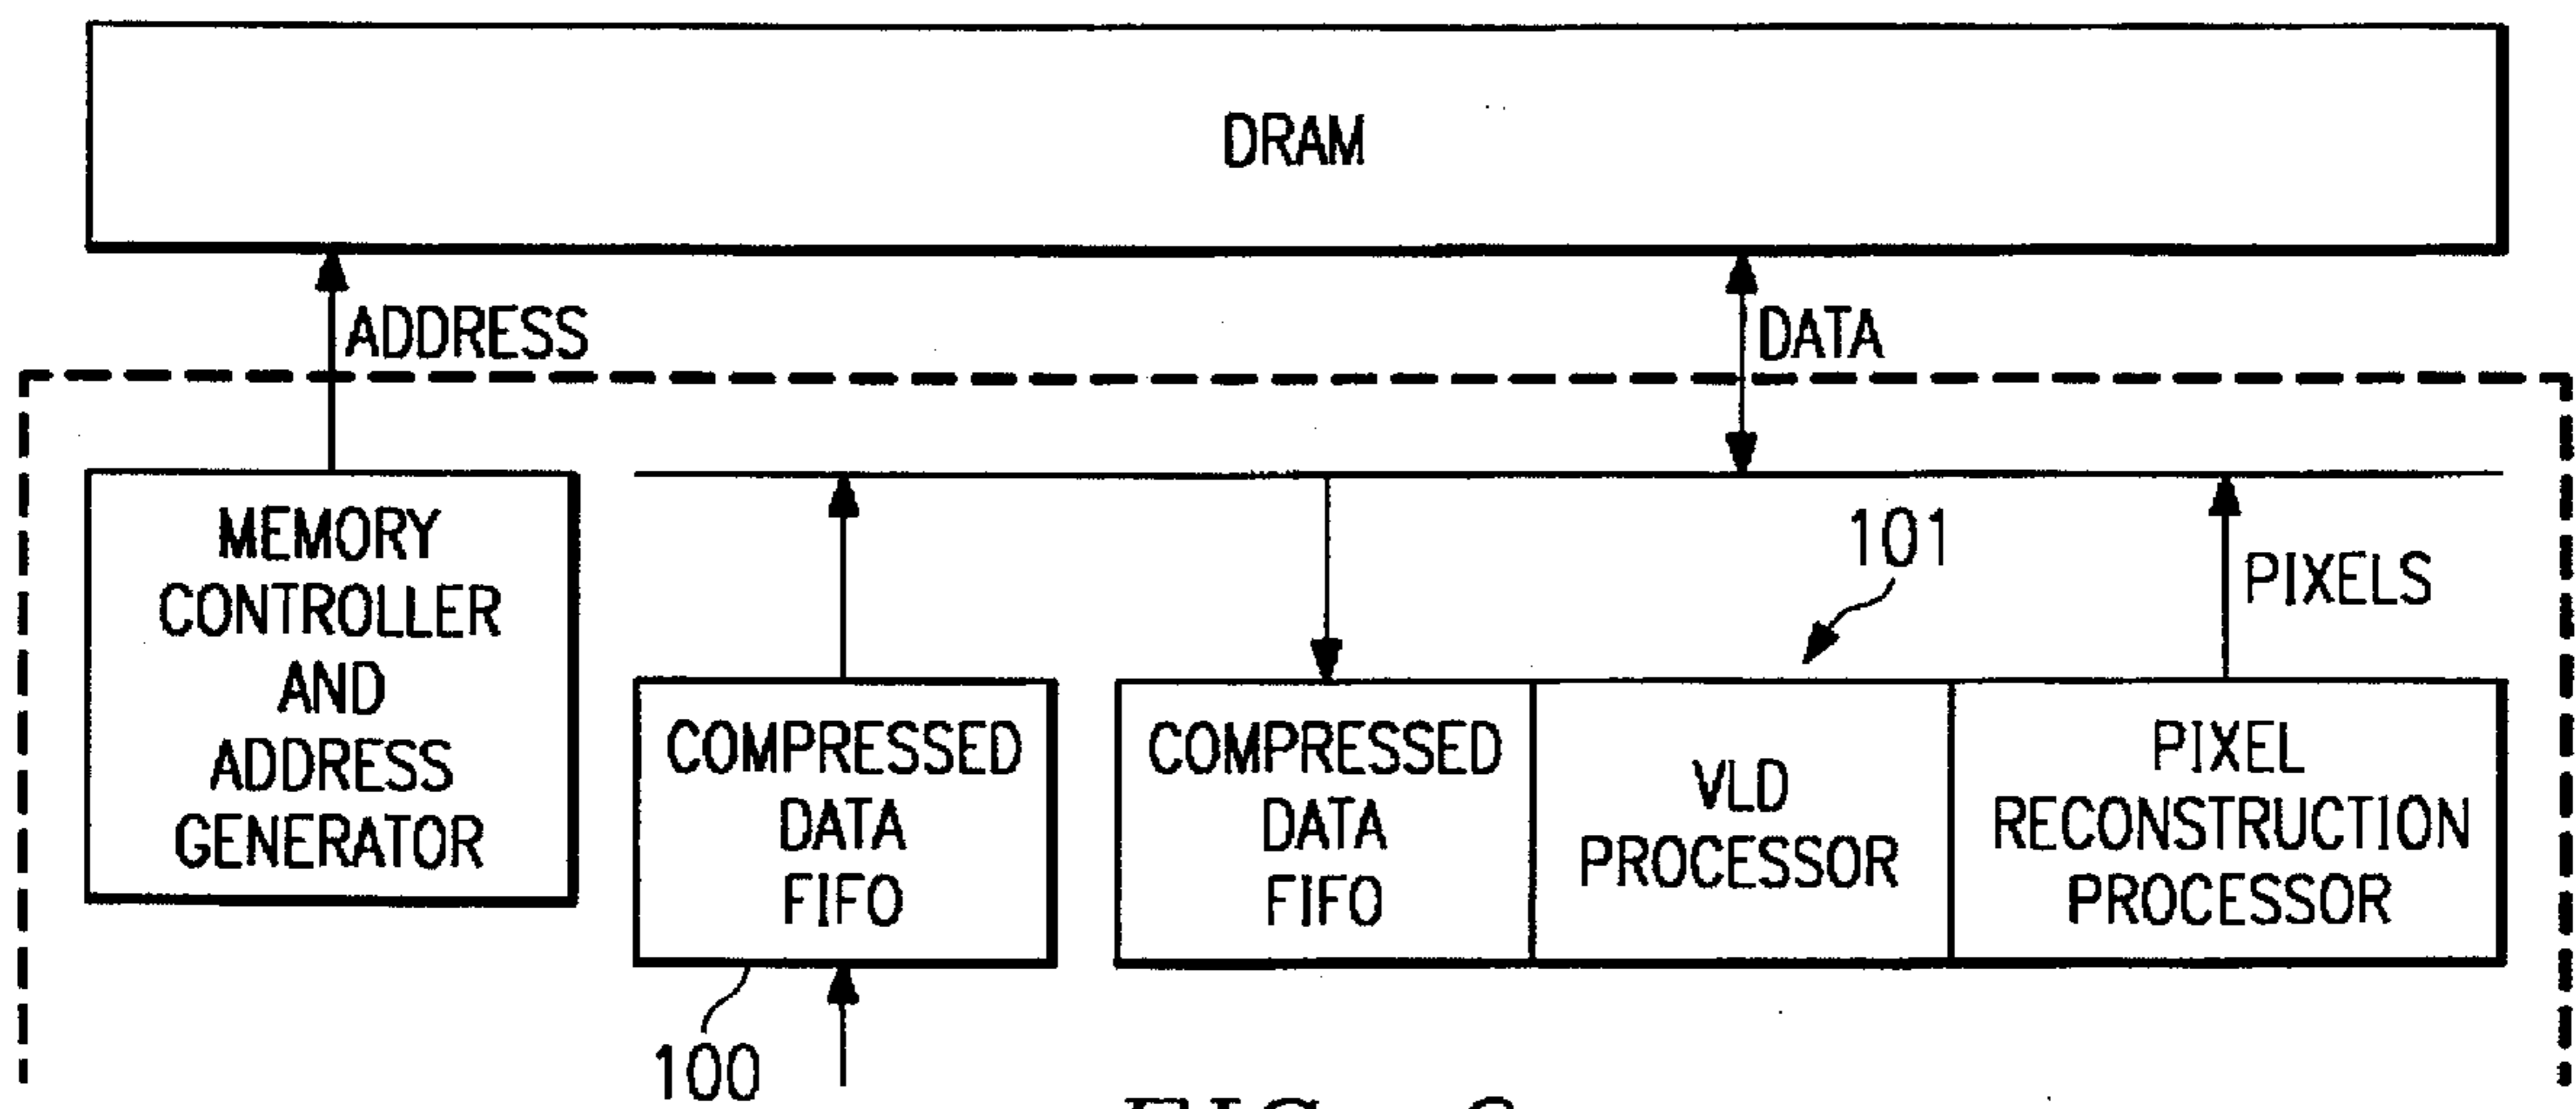 DRAM
ADDRESS
DATA
MEMORY
CONTROLLER
AND
ADDRESS
GENERATOR
101
PIXELS
COMPRESSED
DATA
FIFO
COMPRESSED
DATA
FIFO
VLD
PROCESSOR
PIXEL
RECONSTRUCTION
PROCESSOR
100